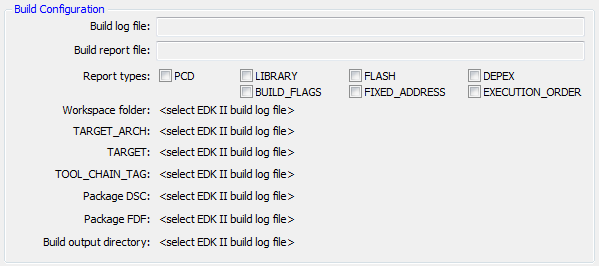 Build Configuration
Build log file:
Build report file:
Report types: PCD LIBRARY FLASH DEPEX
BUILD_FLAGS FIXED_ADDRESS EXECUTION_ORDER
Workspace folder: <select EDK II build log file>
TARGET_ARCH: <select EDK II build log file>
TARGET: <select EDK II build log file>
TOOL_CHAIN_TAG: <select EDK II build log file>
Package DSC: <select EDK II build log file>
Package FDF: <select EDK II build log file>
Build output directory: <select EDK II build log file>